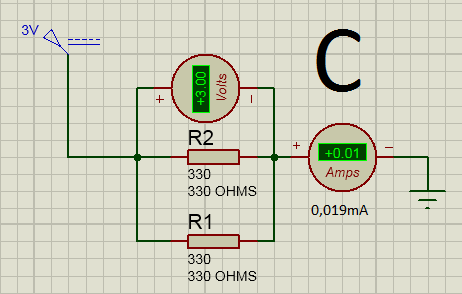 3V
C
+3.00
Volts
+
-
R2
330
330 OHMS
+
+0.01
-
Amps
0,019mA
R1
330
330 OHMS